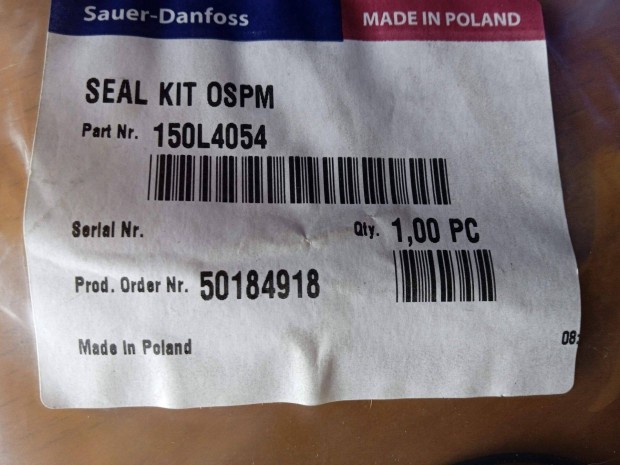 Sauer-Danfoss
MADE IN POLAND
SEAL KIT OSPM
Part Nr. 150L4054
Serial Nr.
Qty. 1,00 PC
Prod. Order Nr. 50184918
Made in Poland
08: